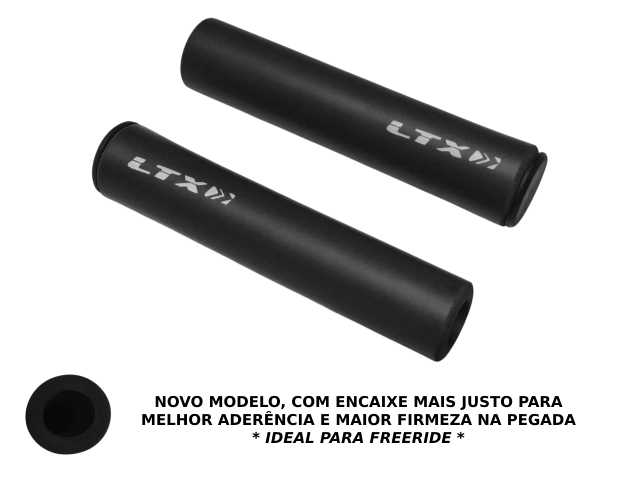 LTX
LTX
NOVO MODELO, COM ENCAIXE MAIS JUSTO PARA
MELHOR ADERÊNCIA E MAIOR FIRMEZA NA PEGADA
* IDEAL PARA FREERIDE *